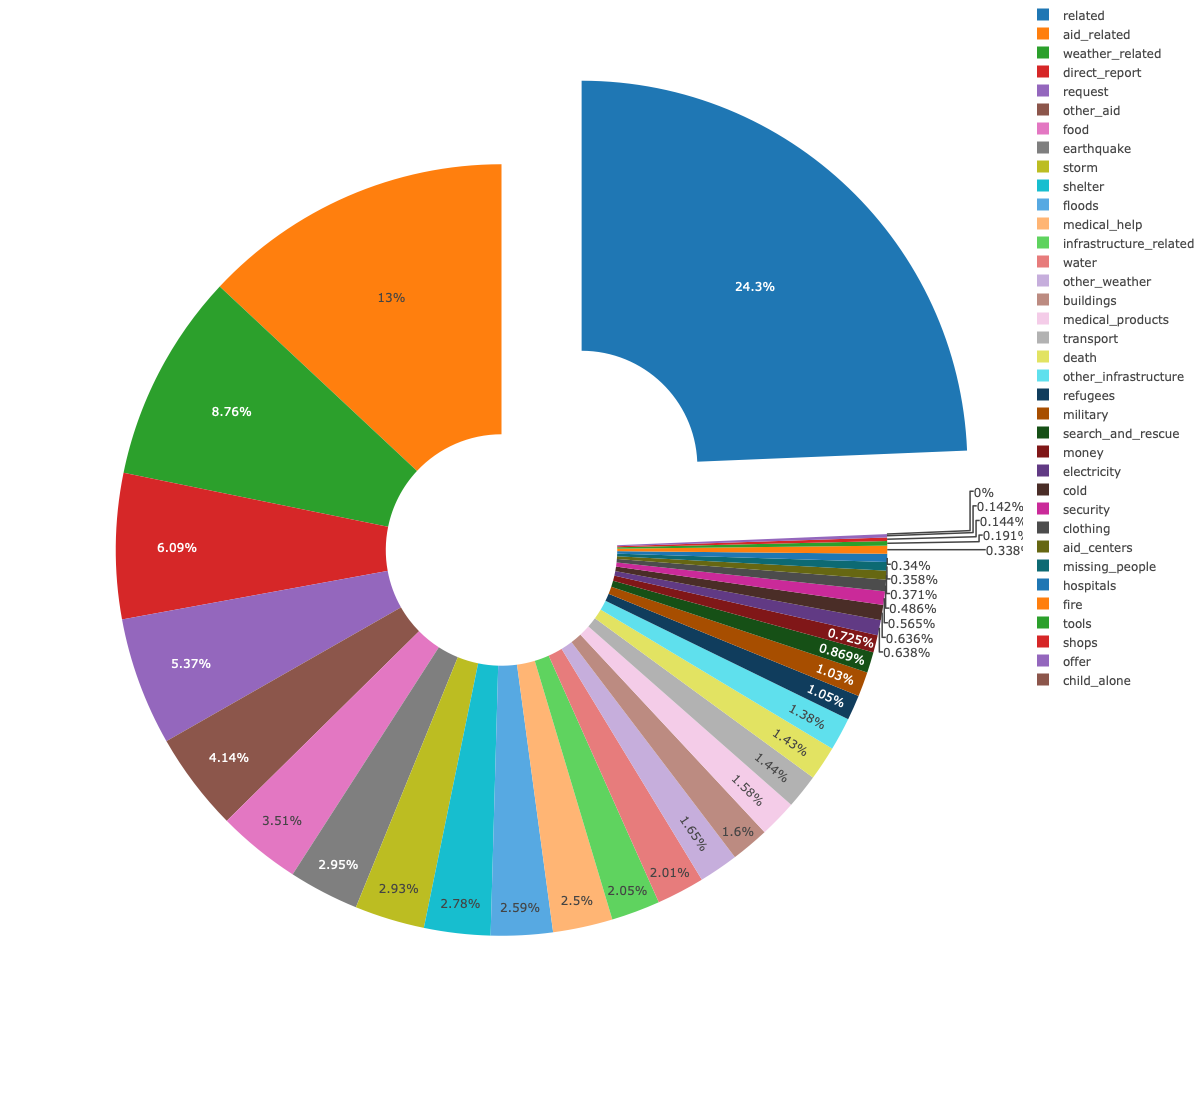 related
aid_related
weather_related
direct_report
request
other_aid
food
earthquake
storm
shelter
floods
medical_help
infrastructure_related
water
other_weather
buildings
medical_products
transport
death
other_infrastructure
refugees
military
search_and_rescue
money
electricity
cold
security
clothing
aid_centers
missing_people
hospitals
fire
tools
shops
offer
child_alone
24.3%
13%
8.76%
6.09%
5.37%
4.14%
3.51%
2.95%
2.93%
2.78%
2.59%
2.5%
2.05%
2.01%
1.65%
1.6%
1.58%
1.44%
1.43%
1.38%
1.05%
1.03%
0.869%
0.725%
0.638%
0.636%
0.565%
0.486%
0.371%
0.358%
0.34%
0.338%
0.191%
0.144%
0.142%
0%